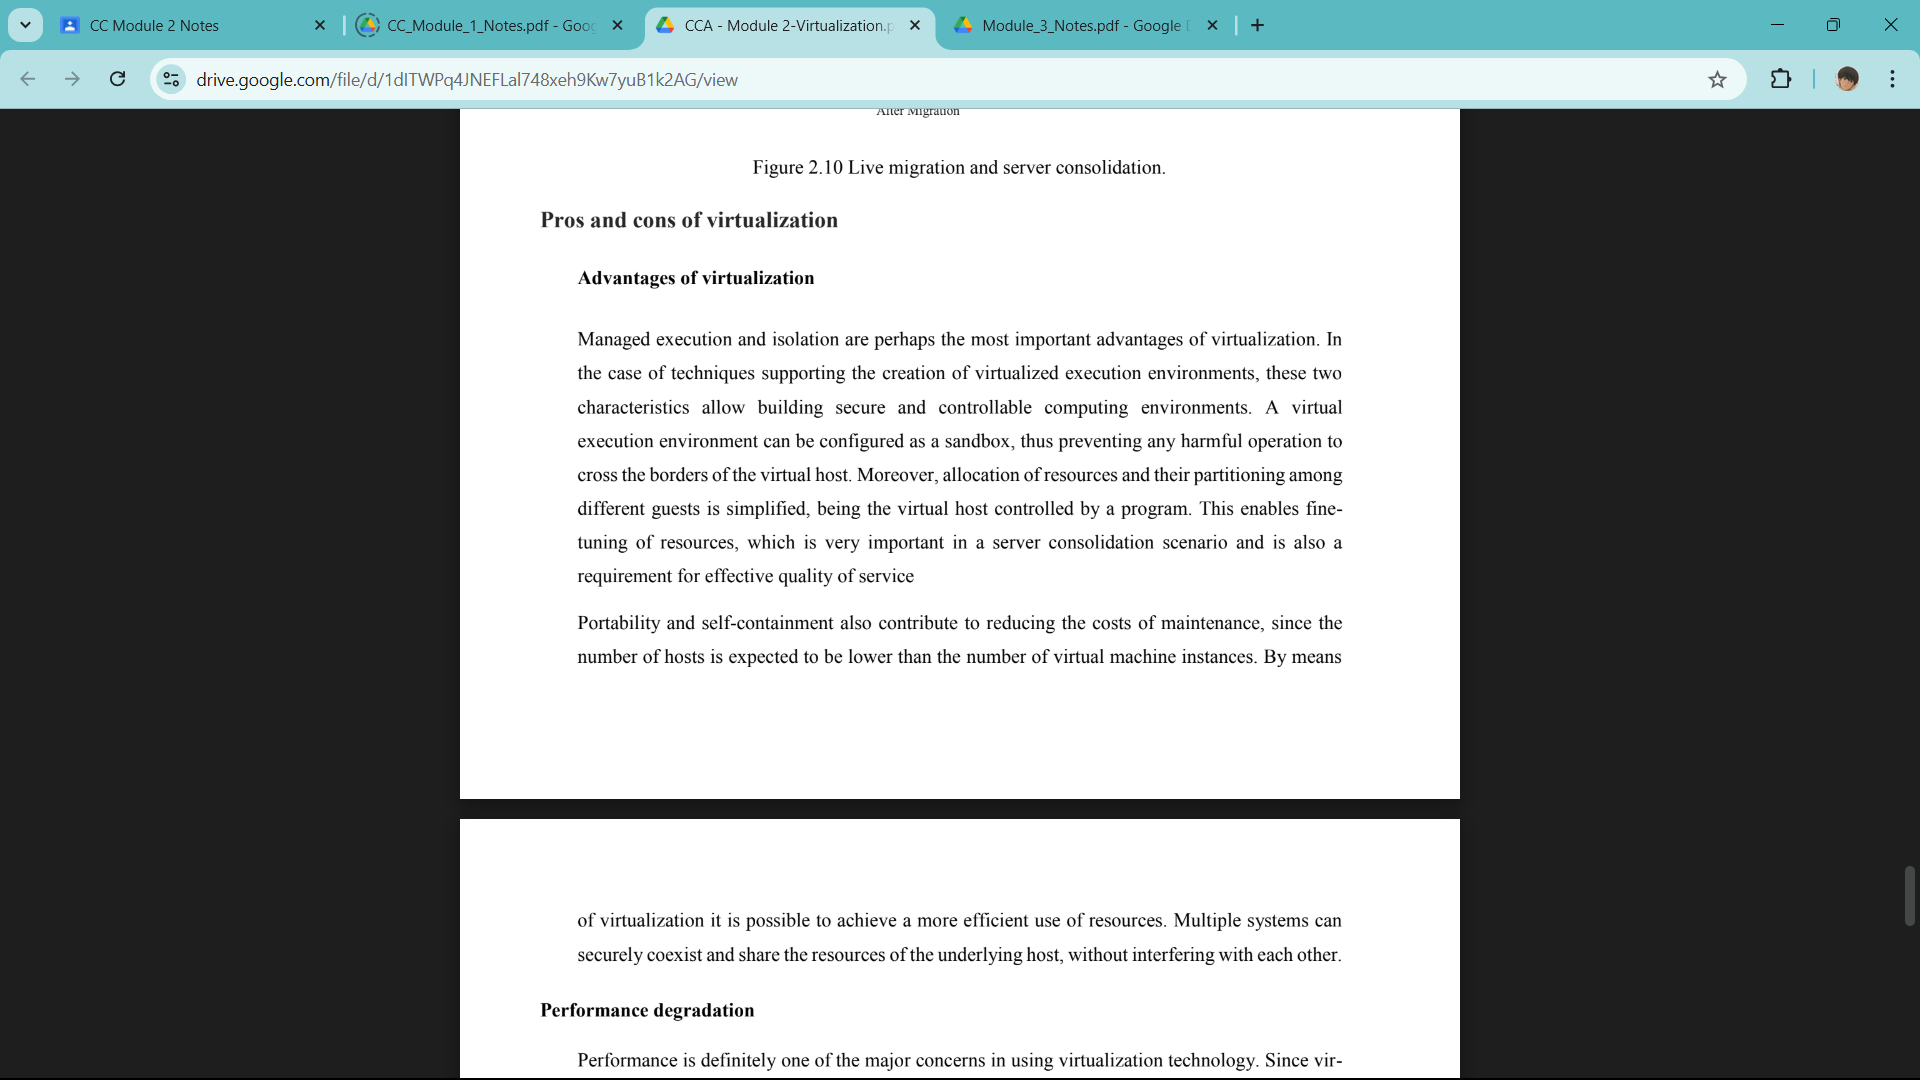 CC Module 2 Notes
CC_Module_1_Notes.pdf - Goog
CCA - Module 2-Virtualization.p
Module_3_Notes.pdf - Google D
drive.google.com/file/d/1dITWPq4JNEFLal748xeh9Kw7yuB1k2AG/view
After Migration
Figure 2.10 Live migration and server consolidation.
Pros and cons of virtualization
Advantages of virtualization
Managed execution and isolation are perhaps the most important advantages of virtualization. In
the case of techniques supporting the creation of virtualized execution environments, these two
characteristics allow building secure and controllable computing environments. A virtual
execution environment can be configured as a sandbox, thus preventing any harmful operation to
cross the borders of the virtual host. Moreover, allocation of resources and their partitioning among
different guests is simplified, being the virtual host controlled by a program. This enables fine-
tuning of resources, which is very important in a server consolidation scenario and is also a
requirement for effective quality of service
Portability and self-containment also contribute to reducing the costs of maintenance, since the
number of hosts is expected to be lower than the number of virtual machine instances. By means
of virtualization it is possible to achieve a more efficient use of resources. Multiple systems can
securely coexist and share the resources of the underlying host, without interfering with each other.
Performance degradation
Performance is definitely one of the major concerns in using virtualization technology. Since vir-